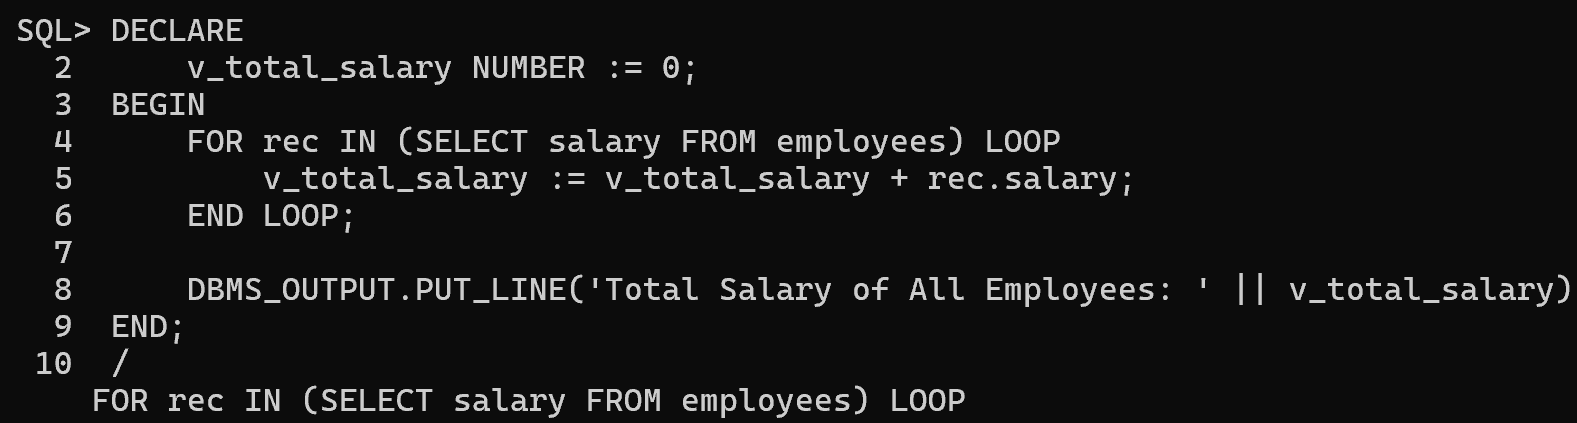 SQL> DECLARE
  2      v_total_salary NUMBER := 0;
  3  BEGIN
  4      FOR rec IN (SELECT salary FROM employees) LOOP
  5          v_total_salary := v_total_salary + rec.salary;
  6      END LOOP;
  7
  8      DBMS_OUTPUT.PUT_LINE('Total Salary of All Employees: ' || v_total_salary)
  9  END;
 10  /
    FOR rec IN (SELECT salary FROM employees) LOOP